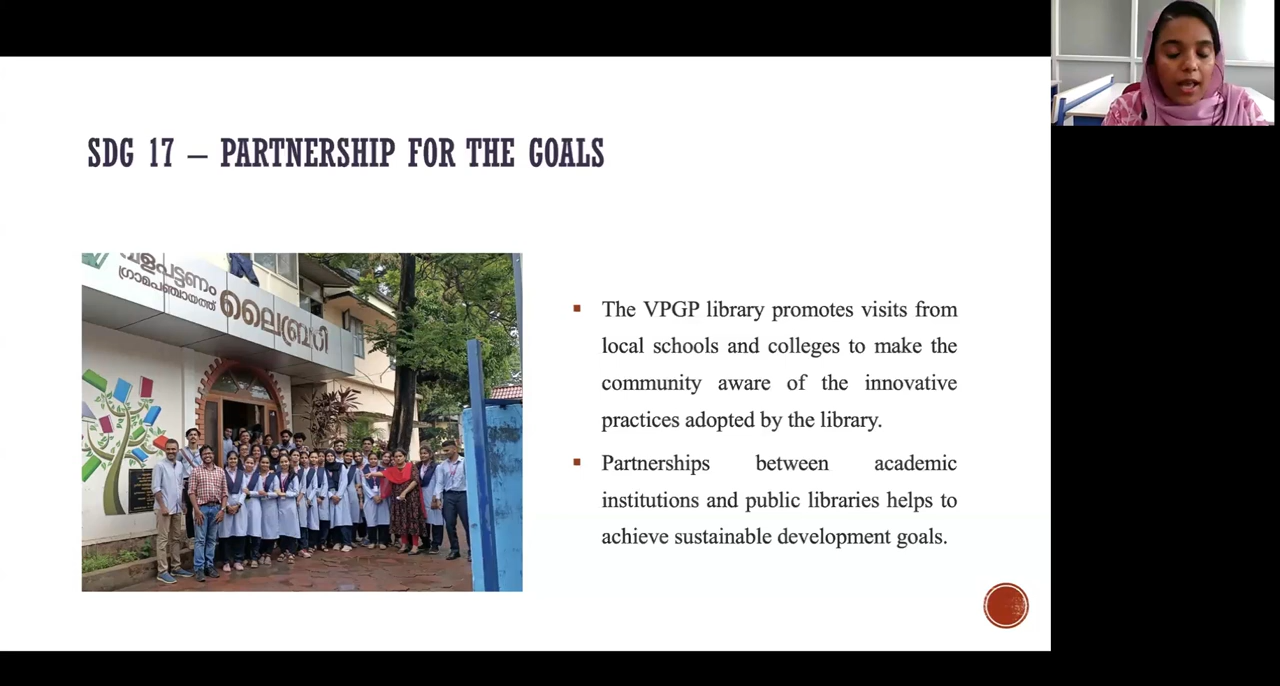 SDG 17 – PARTNERSHIP FOR THE GOALS
വളപട്ടണം
ഗ്രാമപഞ്ചായത്ത്
ലൈബ്രറി
▪ The VPGP library promotes visits from
local schools and colleges to make the
community aware of the innovative
practices adopted by the library.
▪ Partnerships between academic
institutions and public libraries helps to
achieve sustainable development goals.